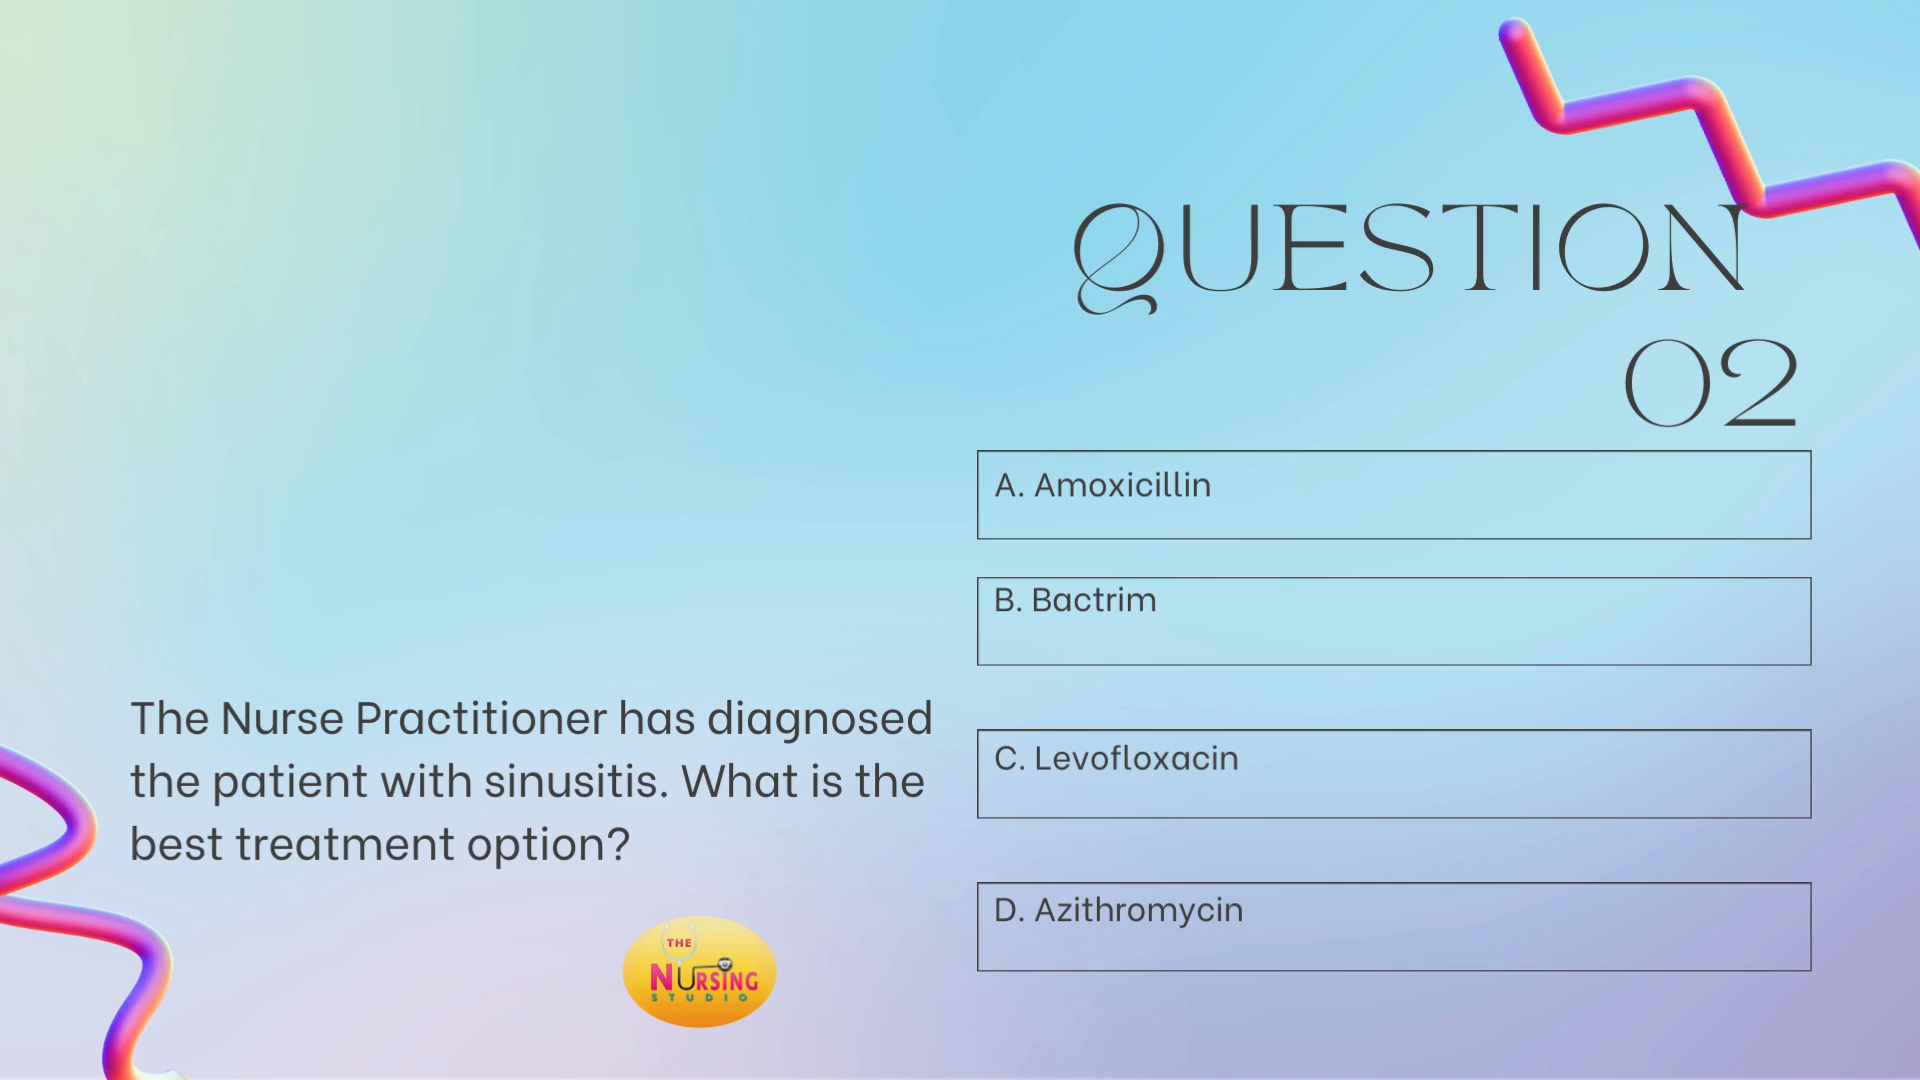 QUESTION
02
The Nurse Practitioner has diagnosed
the patient with sinusitis. What is the
best treatment option?
A. Amoxicillin
B. Bactrim
C. Levofloxacin
D. Azithromycin
THE
NURSING
STUDIO